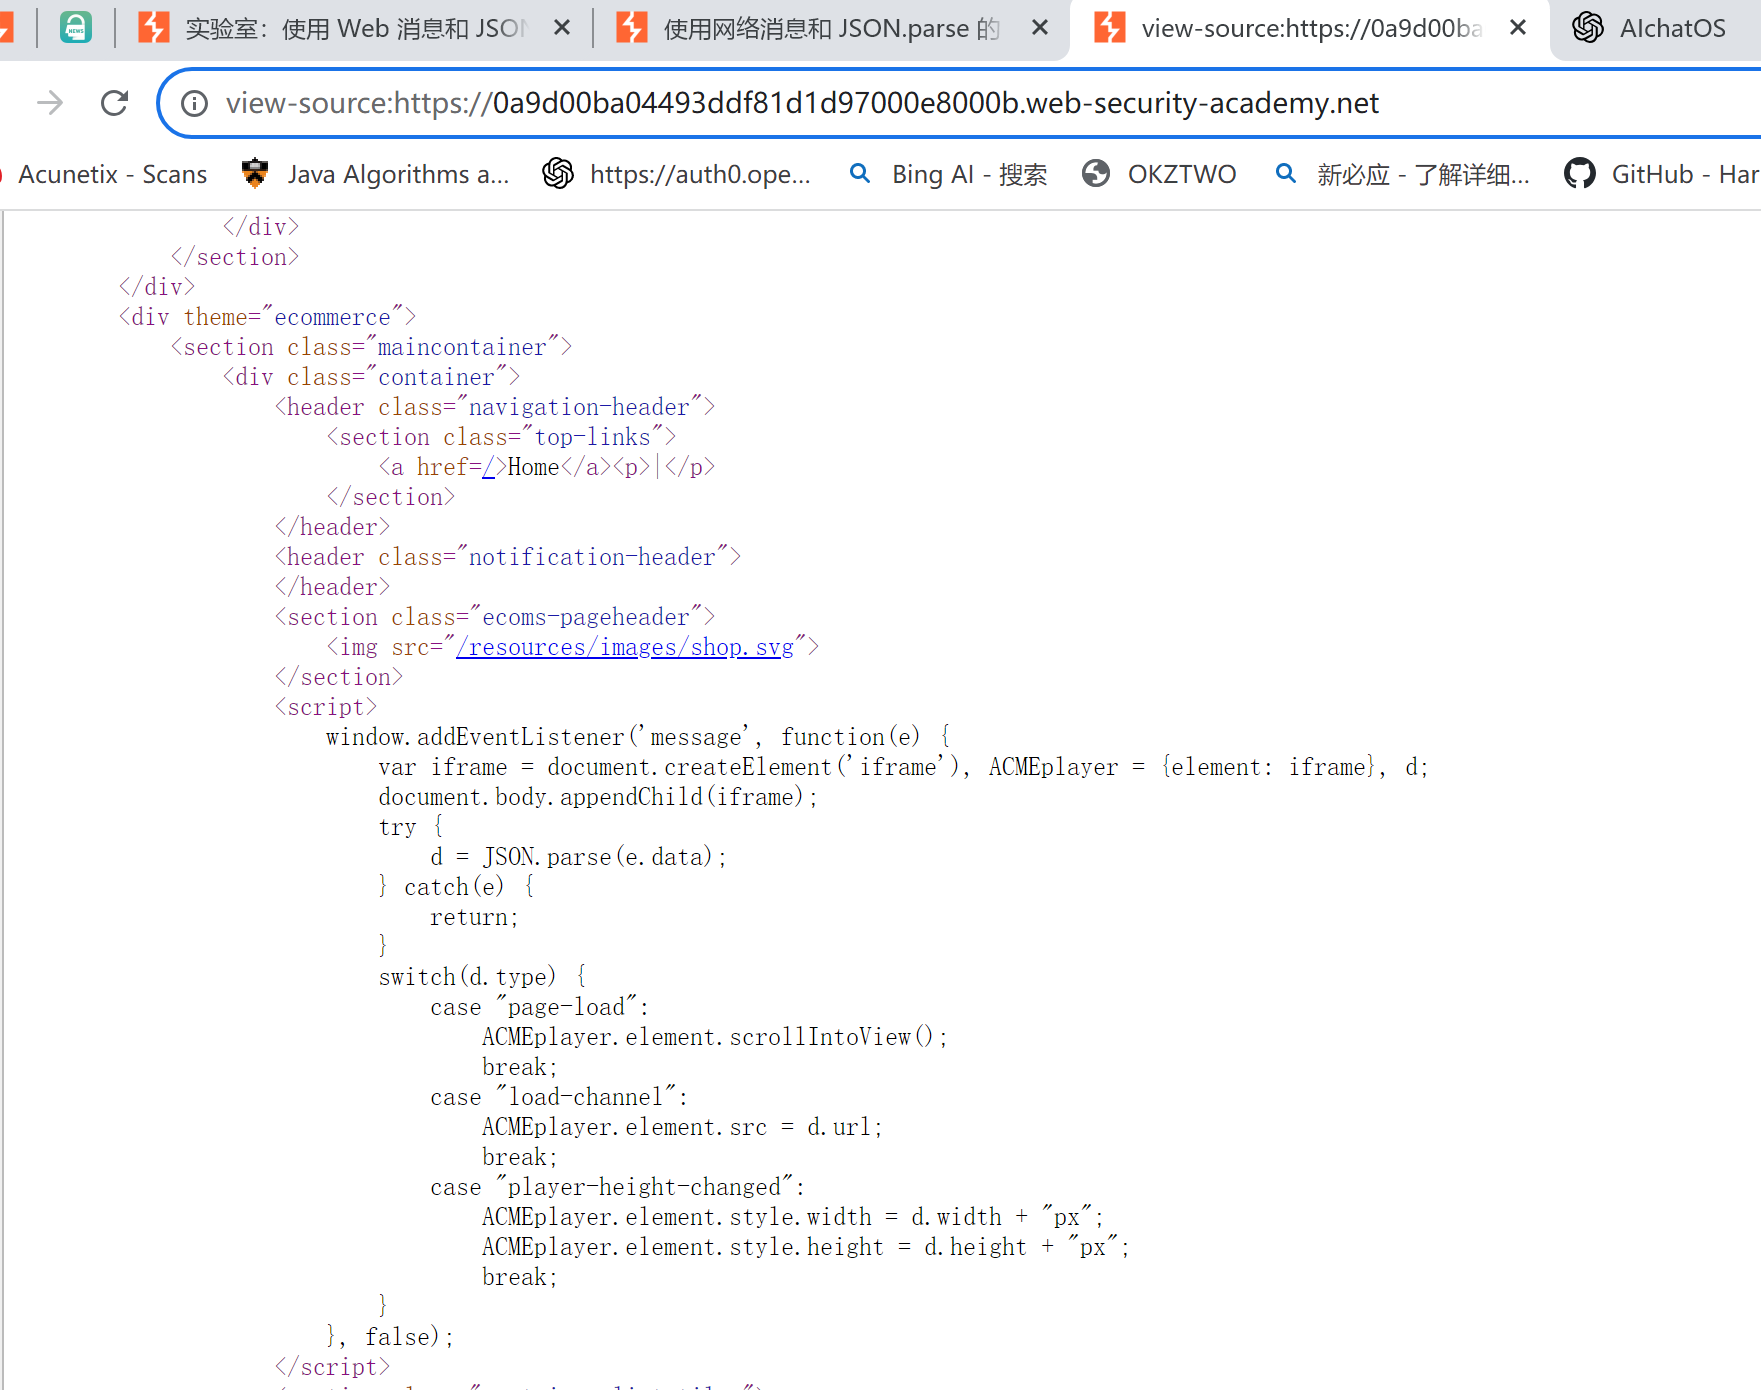 NEWS
实验室：使用 Web 消息和 JSON
使用网络消息和 JSON.parse 的
view-source:https://0a9d00ba
AIchatOS
view-source:https://0a9d00ba04493ddf81d1d97000e8000b.web-security-academy.net
Acunetix - Scans
Java Algorithms a...
https://auth0.ope...
Bing AI - 搜索
OKZTWO
新必应 - 了解详细...
GitHub - Har
</div>
</section>
</div>
<div theme="ecommerce">
<section class="maincontainer">
<div class="container">
<header class="navigation-header">
<section class="top-links">
<a href=/>Home</a><p>|</p>
</section>
</header>
<header class="notification-header">
</header>
<section class="ecoms-pageheader">
<img src="/resources/images/shop.svg">
</section>
<script>
window.addEventListener('message', function(e) {
var iframe = document.createElement('iframe'), ACMEplayer = {element: iframe}, d;
document.body.appendChild(iframe);
try {
d = JSON.parse(e.data);
} catch(e) {
return;
}
switch(d.type) {
case "page-load":
ACMEplayer.element.scrollIntoView();
break;
case "load-channel":
ACMEplayer.element.src = d.url;
break;
case "player-height-changed":
ACMEplayer.element.style.width = d.width + "px";
ACMEplayer.element.style.height = d.height + "px";
break;
}
}, false);
</script>